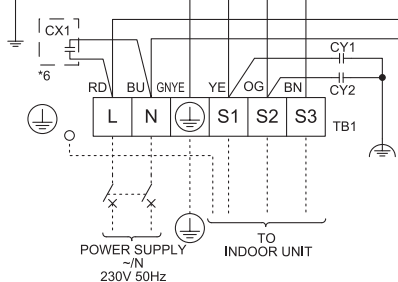 CX1
CY1
*6
RD BU GNYE YE OG BN
CY2
L N S1 S2 S3
TB1
POWER SUPPLY
~/N
230V 50Hz
TO
INDOOR UNIT